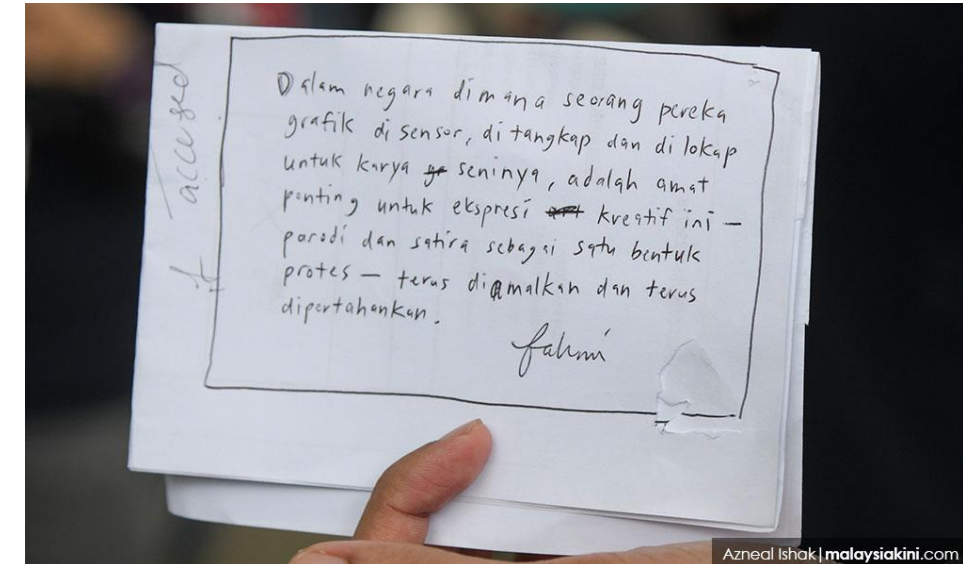 Dalam negara dimana seorang pereka
grafik di sensor, di tangkap dan di lokap
untuk karya seninya, adalah amat
penting untuk ekspresi kreatif ini —
parodi dan satira sebagai satu bentuk
protes — terus diamalkan dan terus
dipertahankan.
fahmi
accused
Azneal Ishak | malaysiakini.com